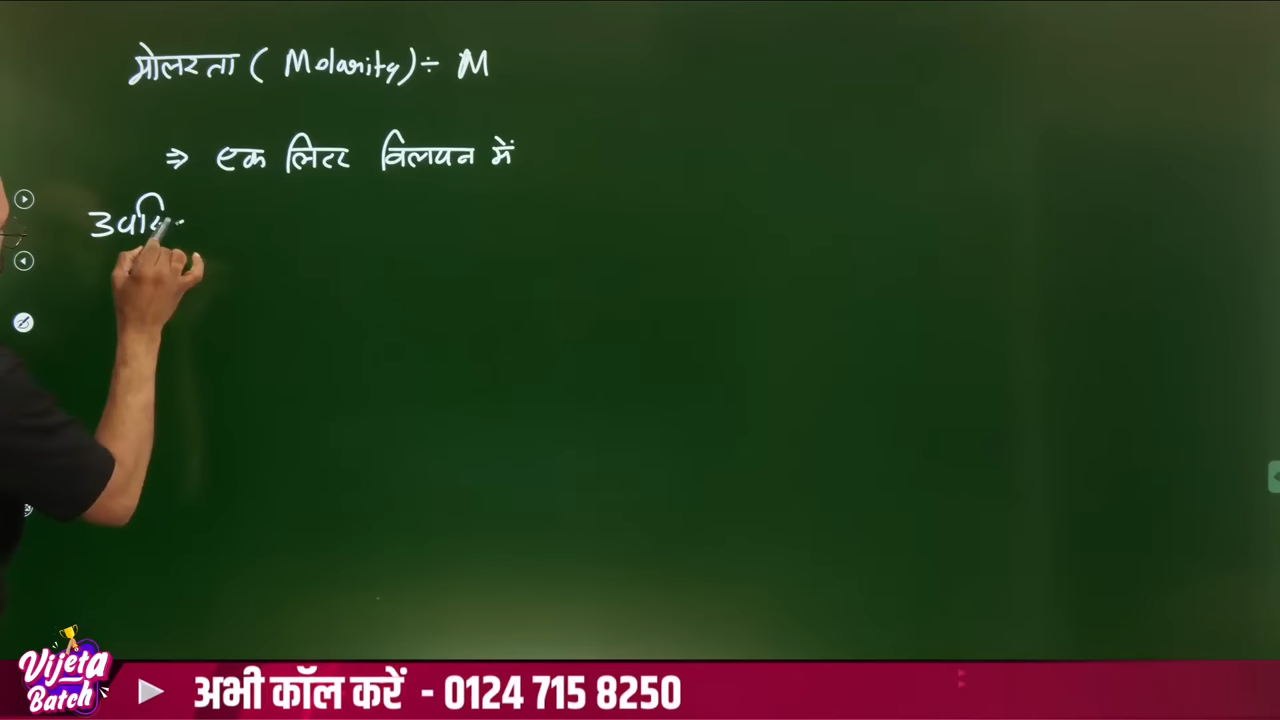 मोलरता ( Molarity) ÷ M
⇒ एक लिटर विलयन में
Vijeta Batch
अभी कॉल करें - 0124 715 8250